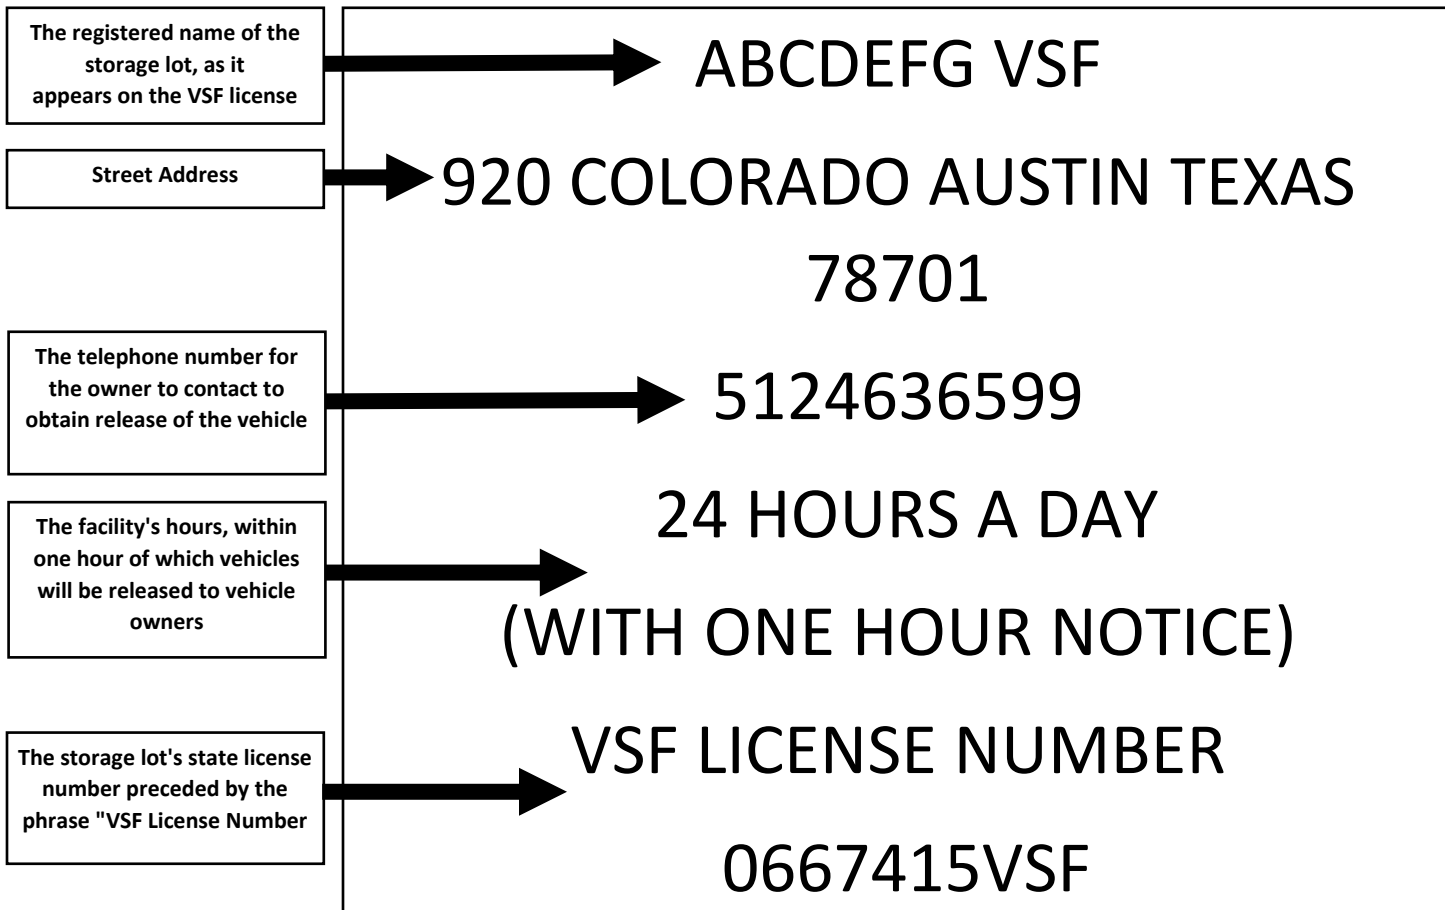 The registered name of the
storage lot, as it
appears on the VSF license
ABCDEFG VSF
Street Address
920 COLORADO AUSTIN TEXAS
78701
The telephone number for
the owner to contact to
obtain release of the vehicle
5124636599
The facility's hours, within
one hour of which vehicles
will be released to vehicle
owners
24 HOURS A DAY
(WITH ONE HOUR NOTICE)
The storage lot's state license
number preceded by the
phrase "VSF License Number
VSF LICENSE NUMBER
0667415VSF